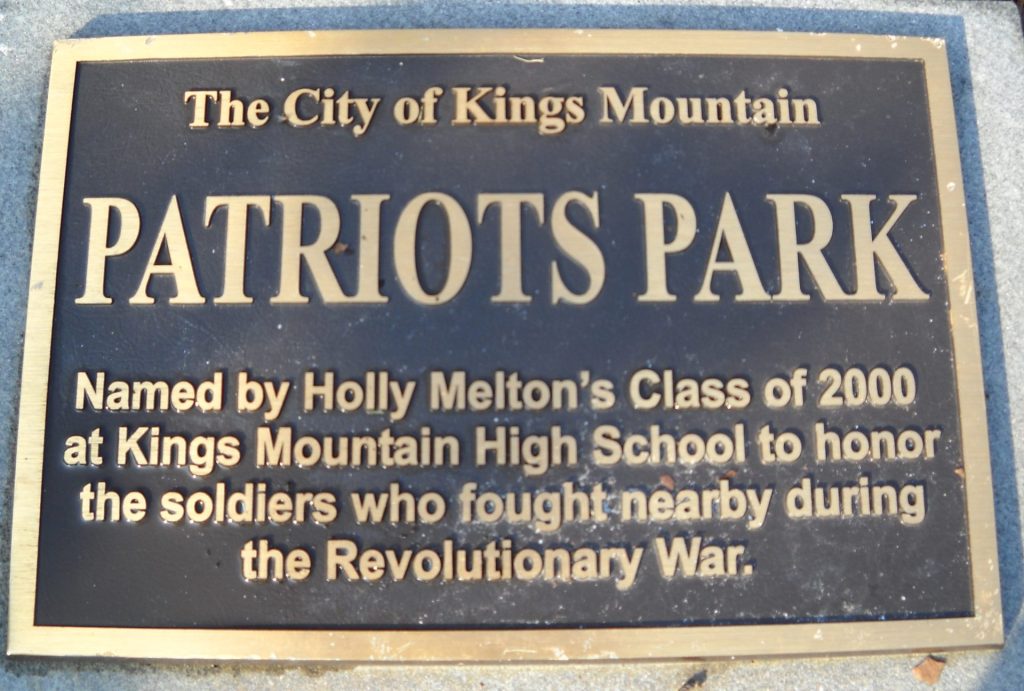 The City of Kings Mountain
PATRIOTS PARK
Named by Holly Melton's Class of 2000
at Kings Mountain High School to honor
the soldiers who fought nearby during
the Revolutionary War.